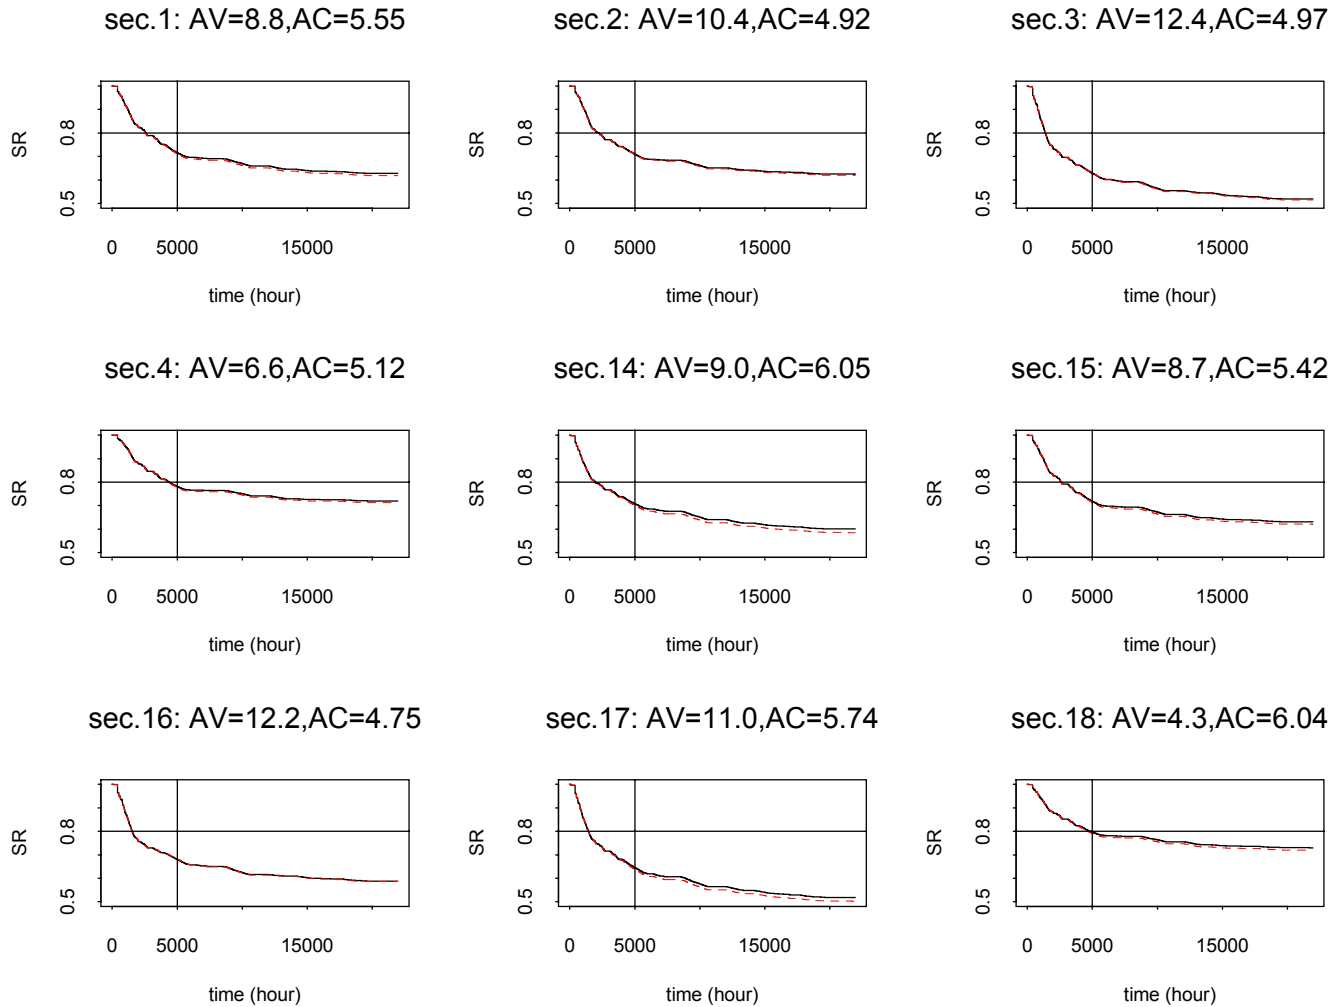 sec.1: AV=8.8,AC=5.55
sec.2: AV=10.4,AC=4.92
sec.3: AV=12.4,AC=4.97
SR
0.8
0.5
0 5000 15000
time (hour)
SR
0.8
0.5
0 5000 15000
time (hour)
SR
0.8
0.5
0 5000 15000
time (hour)
sec.4: AV=6.6,AC=5.12
sec.14: AV=9.0,AC=6.05
sec.15: AV=8.7,AC=5.42
SR
0.8
0.5
0 5000 15000
time (hour)
SR
0.8
0.5
0 5000 15000
time (hour)
SR
0.8
0.5
0 5000 15000
time (hour)
sec.16: AV=12.2,AC=4.75
sec.17: AV=11.0,AC=5.74
sec.18: AV=4.3,AC=6.04
SR
0.8
0.5
0 5000 15000
time (hour)
SR
0.8
0.5
0 5000 15000
time (hour)
SR
0.8
0.5
0 5000 15000
time (hour)